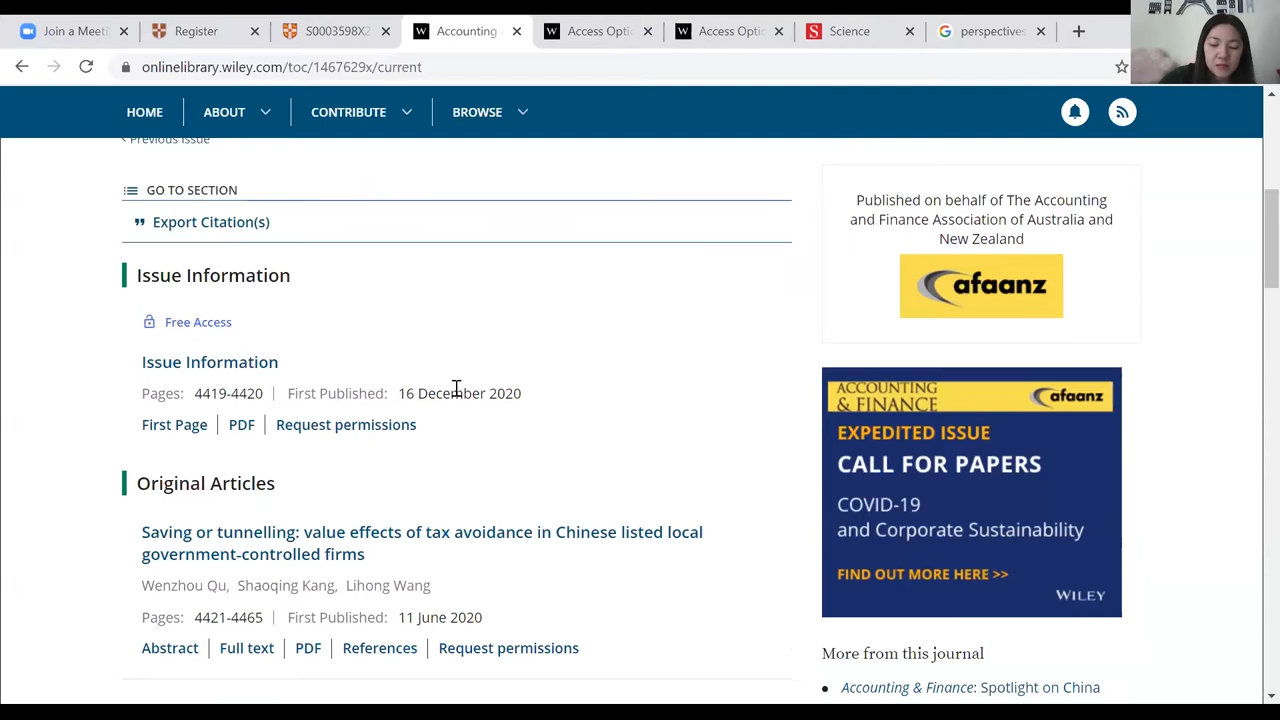 Join a Meeti
Register
S0003598X2
Accounting
Access Opti
Access Opti
Science
perspectives
onlinelibrary.wiley.com/toc/1467629x/current
HOME
ABOUT
CONTRIBUTE
BROWSE
Previous Issue
GO TO SECTION
Export Citation(s)
Issue Information
Free Access
Issue Information
Pages: 4419-4420 | First Published: 16 December 2020
First Page | PDF | Request permissions
Original Articles
Saving or tunnelling: value effects of tax avoidance in Chinese listed local
government-controlled firms
Wenzhou Qu, Shaoqing Kang, Lihong Wang
Pages: 4421-4465 | First Published: 11 June 2020
Abstract | Full text | PDF | References | Request permissions
Published on behalf of The Accounting
and Finance Association of Australia and
New Zealand
afaanz
ACCOUNTING
& FINANCE
afaanz
EXPEDITED ISSUE
CALL FOR PAPERS
COVID-19
and Corporate Sustainability
FIND OUT MORE HERE >>
WILEY
More from this journal
Accounting & Finance: Spotlight on China